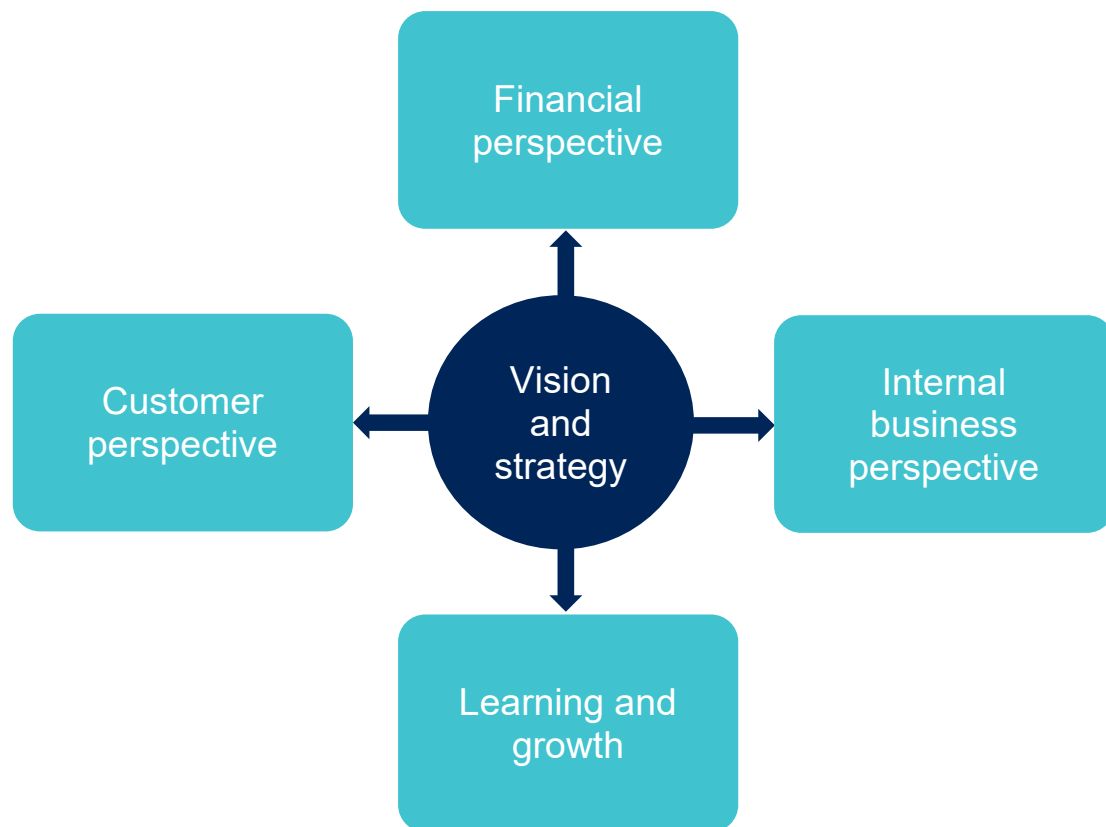 Financial
perspective
Customer
perspective
Vision
and
strategy
Internal
business
perspective
Learning and
growth